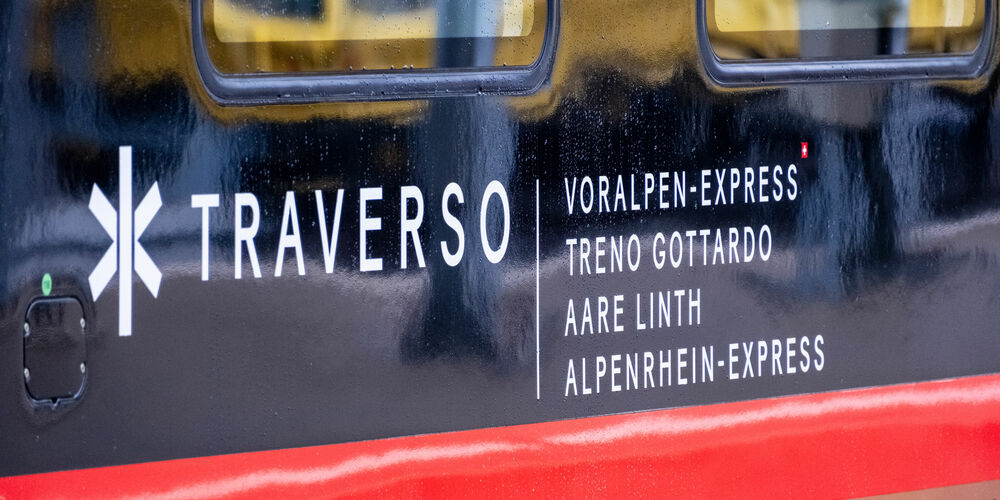 TRAVERSO
VORALPEN-EXPRESS
TRENO GOTTARDO
AARE LINTH
ALPENRHEIN-EXPRESS